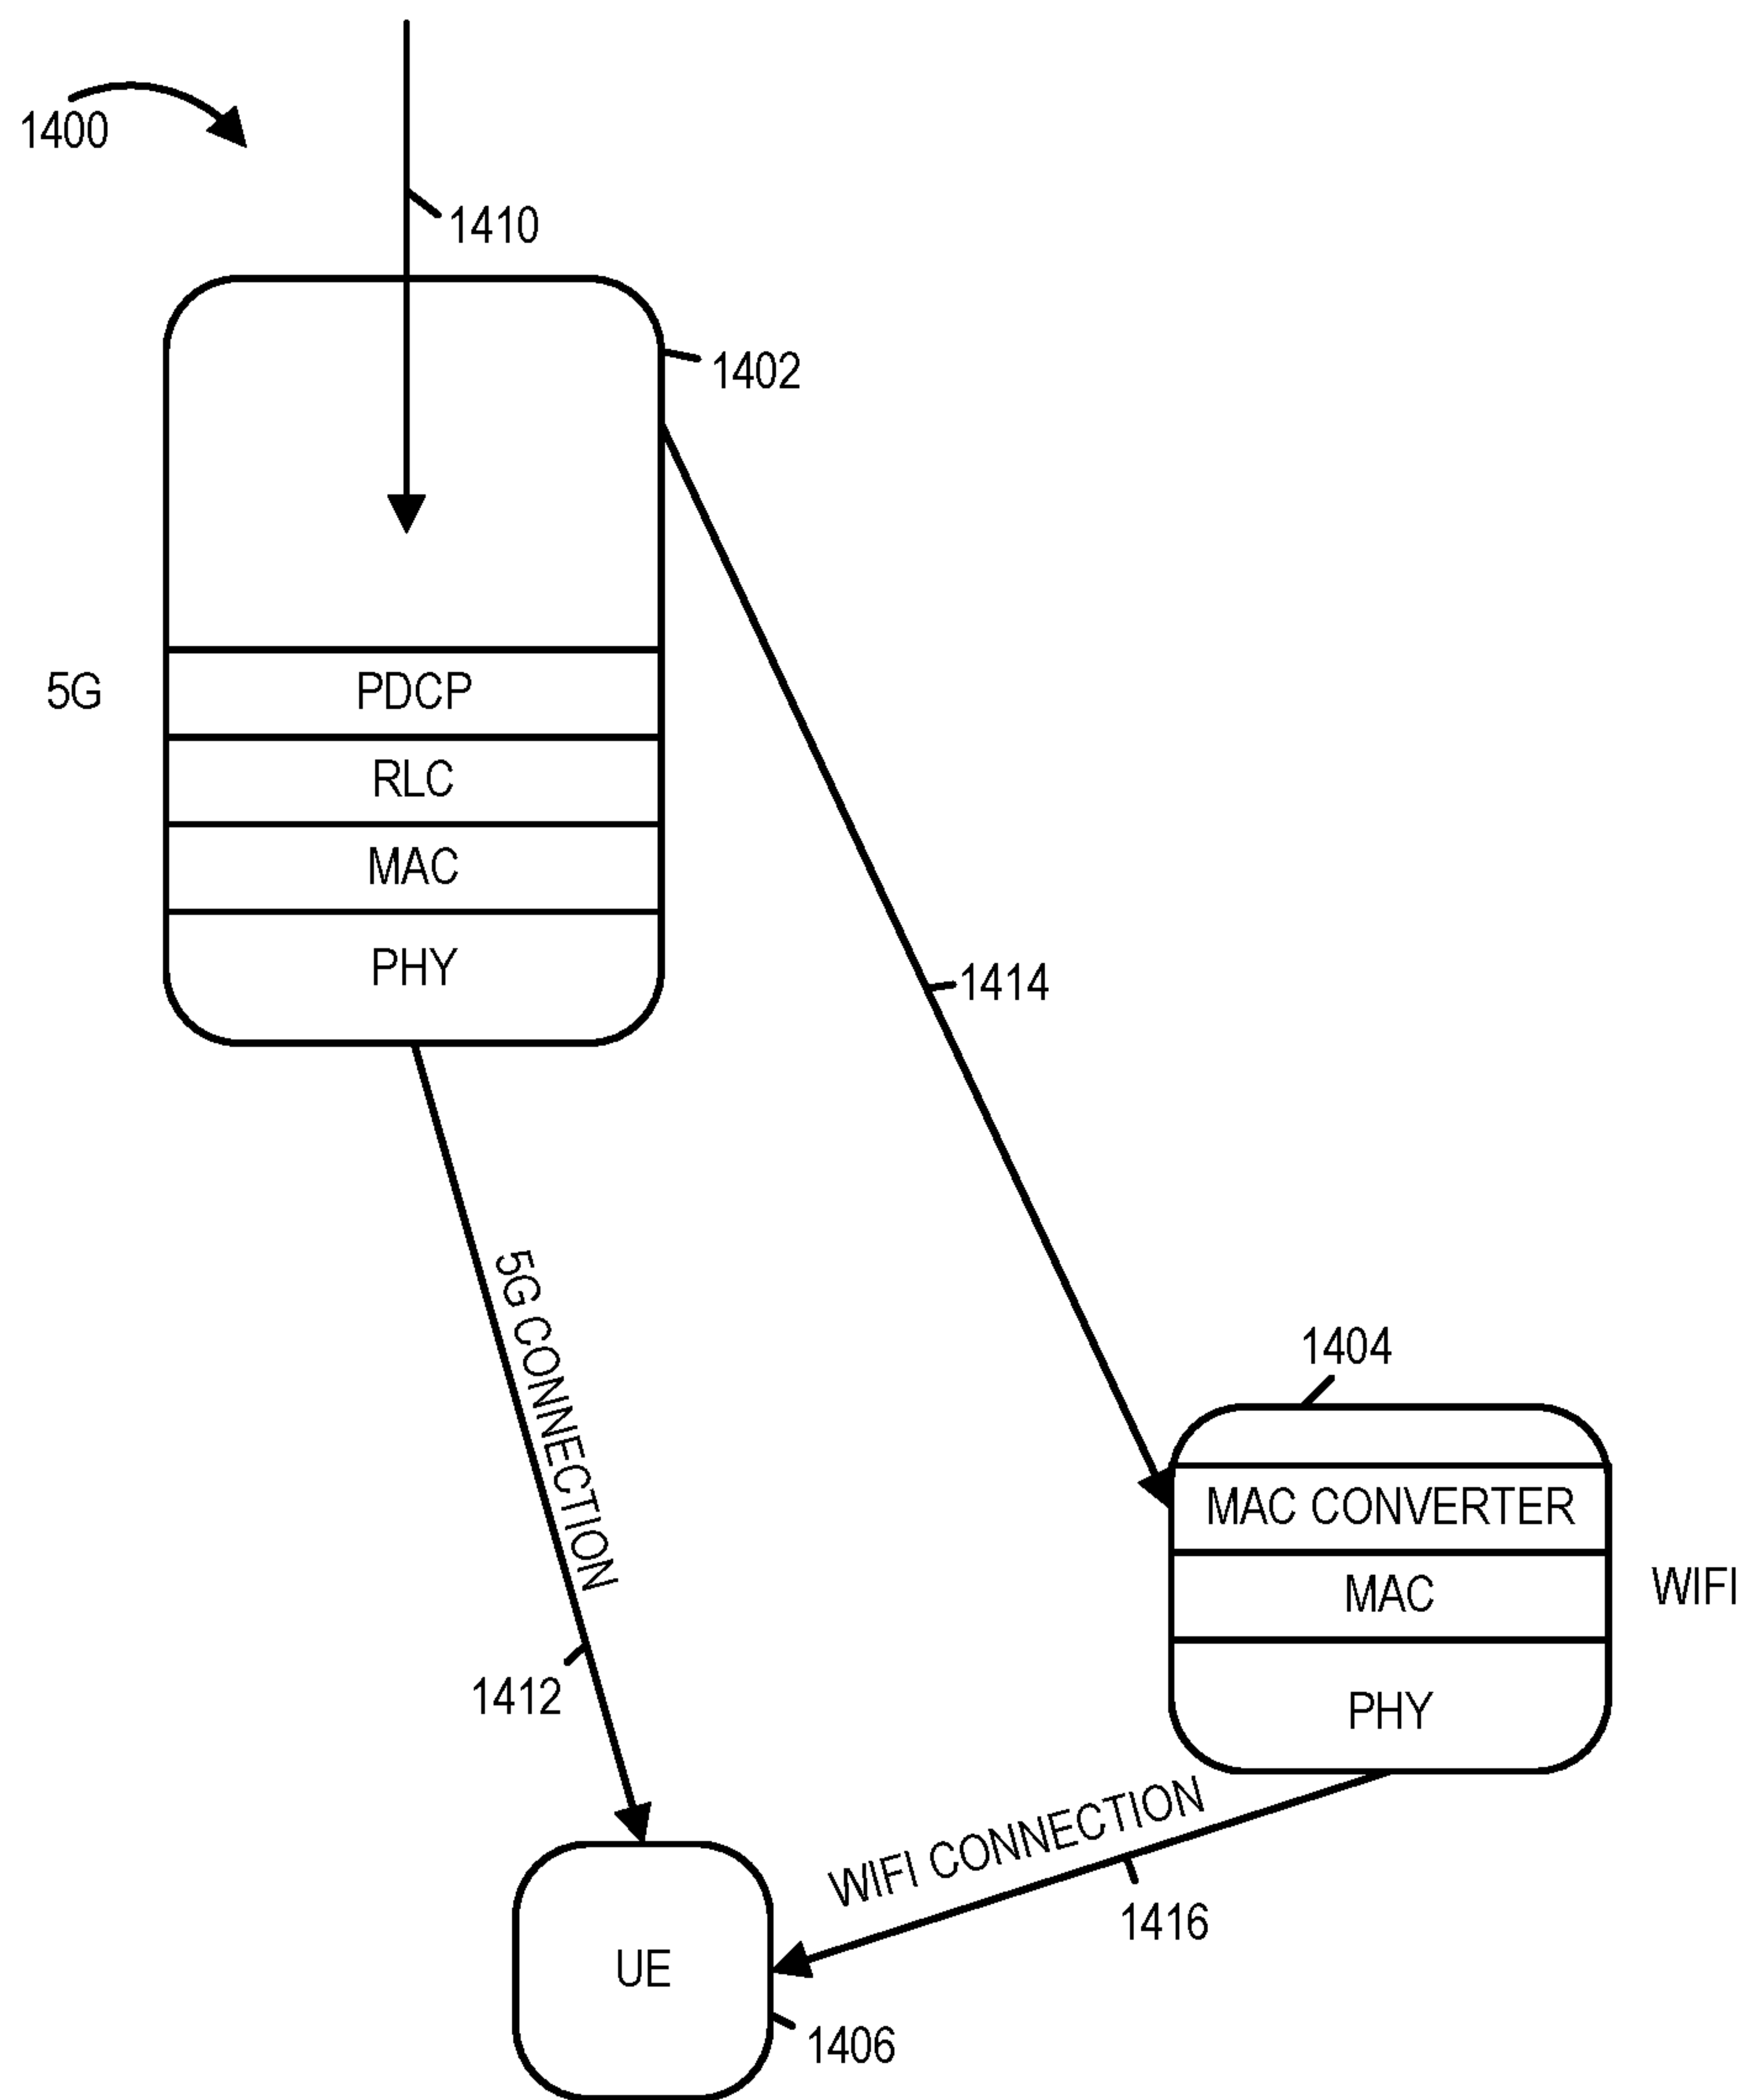 1400
1410
1402
5G
PDCP
RLC
MAC
PHY
1414
5G CONNECTION
1404
MAC CONVERTER
MAC
WIFI
PHY
1412
WIFI CONNECTION
1416
UE
1406